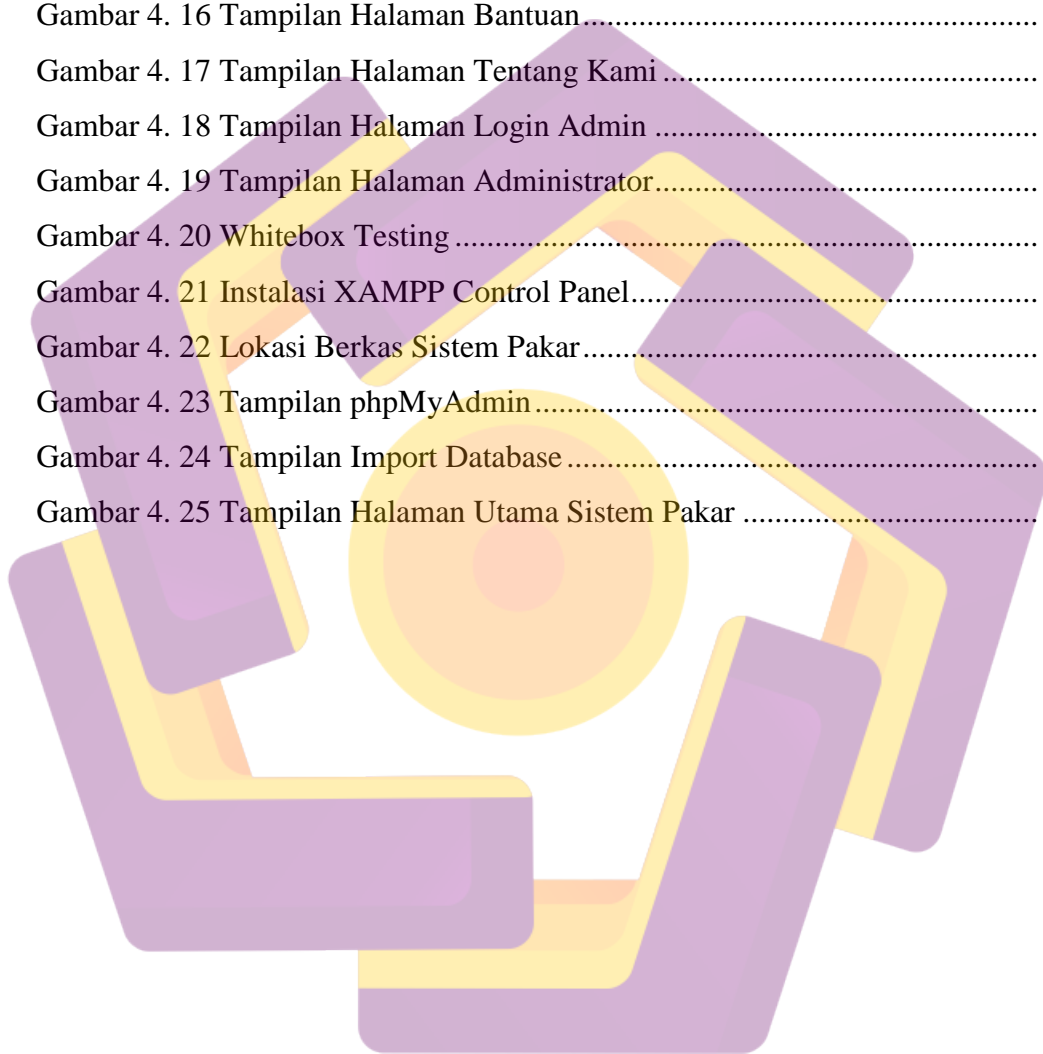 Gambar 4. 16 Tampilan Halaman Bantuan.......................................................................
Gambar 4. 17 Tampilan Halaman Tentang Kami..........................................................
Gambar 4. 18 Tampilan Halaman Login Admin ...........................................................
Gambar 4. 19 Tampilan Halaman Administrator...........................................................
Gambar 4. 20 Whitebox Testing ....................................................................................
Gambar 4. 21 Instalasi XAMPP Control Panel..............................................................
Gambar 4. 22 Lokasi Berkas Sistem Pakar.....................................................................
Gambar 4. 23 Tampilan phpMyAdmin...........................................................................
Gambar 4. 24 Tampilan Import Database.......................................................................
Gambar 4. 25 Tampilan Halaman Utama Sistem Pakar ................................................